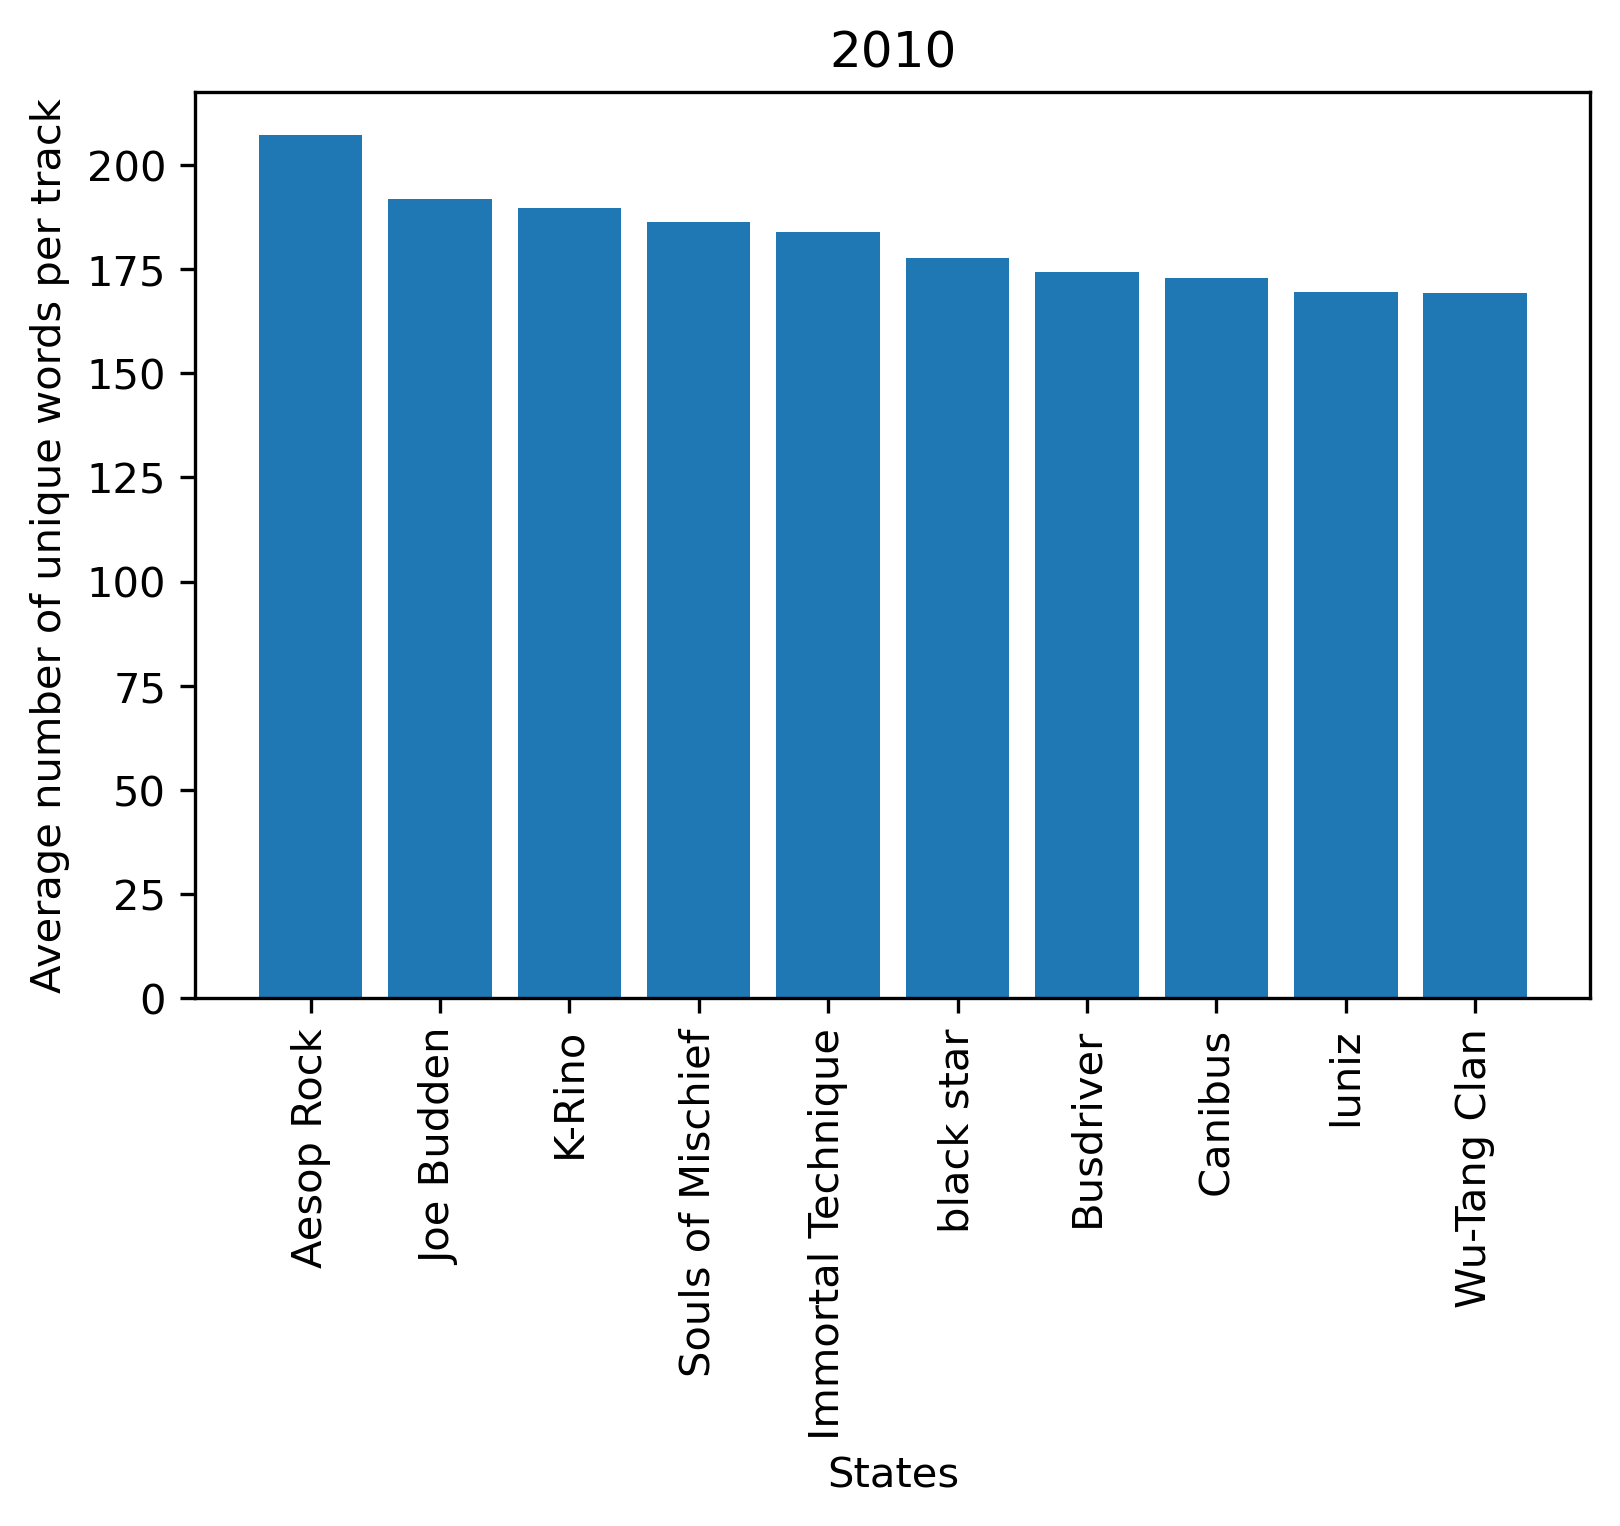 2010
Average number of unique words per track
200
175
150
125
100
75
50
25
0
Aesop Rock
Joe Budden
K-Rino
Souls of Mischief
Immortal Technique
black star
Busdriver
Canibus
luniz
Wu-Tang Clan
States